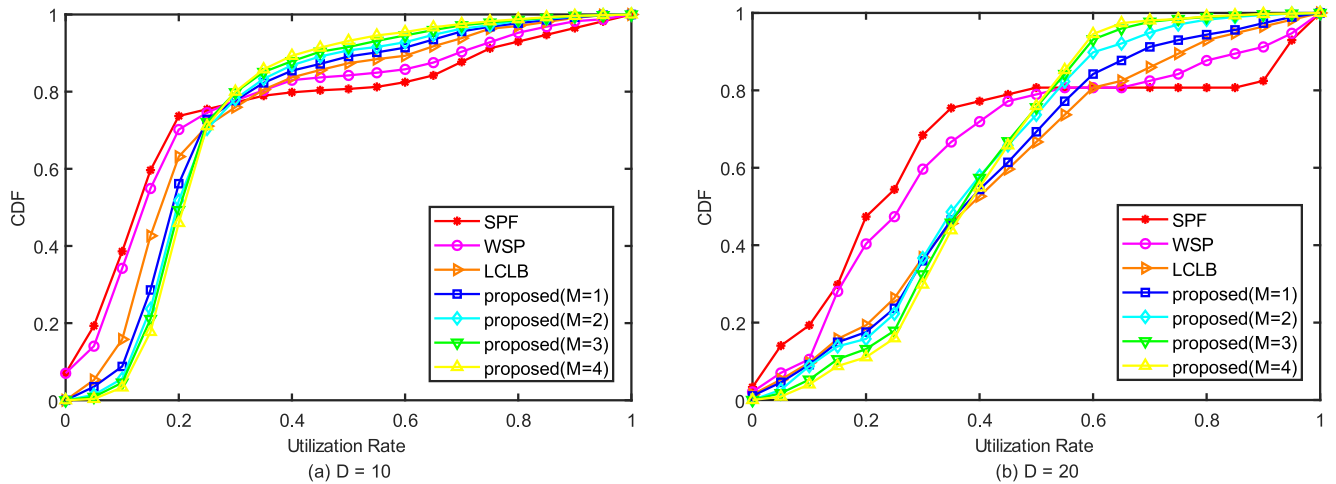 CDF
1
0.8
0.6
0.4
0.2
0
0 0.2 0.4 0.6 0.8 1
Utilization Rate
(a) D = 10
SPF
WSP
LCLB
proposed(M=1)
proposed(M=2)
proposed(M=3)
proposed(M=4)
CDF
1
0.8
0.6
0.4
0.2
0
0 0.2 0.4 0.6 0.8 1
Utilization Rate
(b) D = 20
SPF
WSP
LCLB
proposed(M=1)
proposed(M=2)
proposed(M=3)
proposed(M=4)